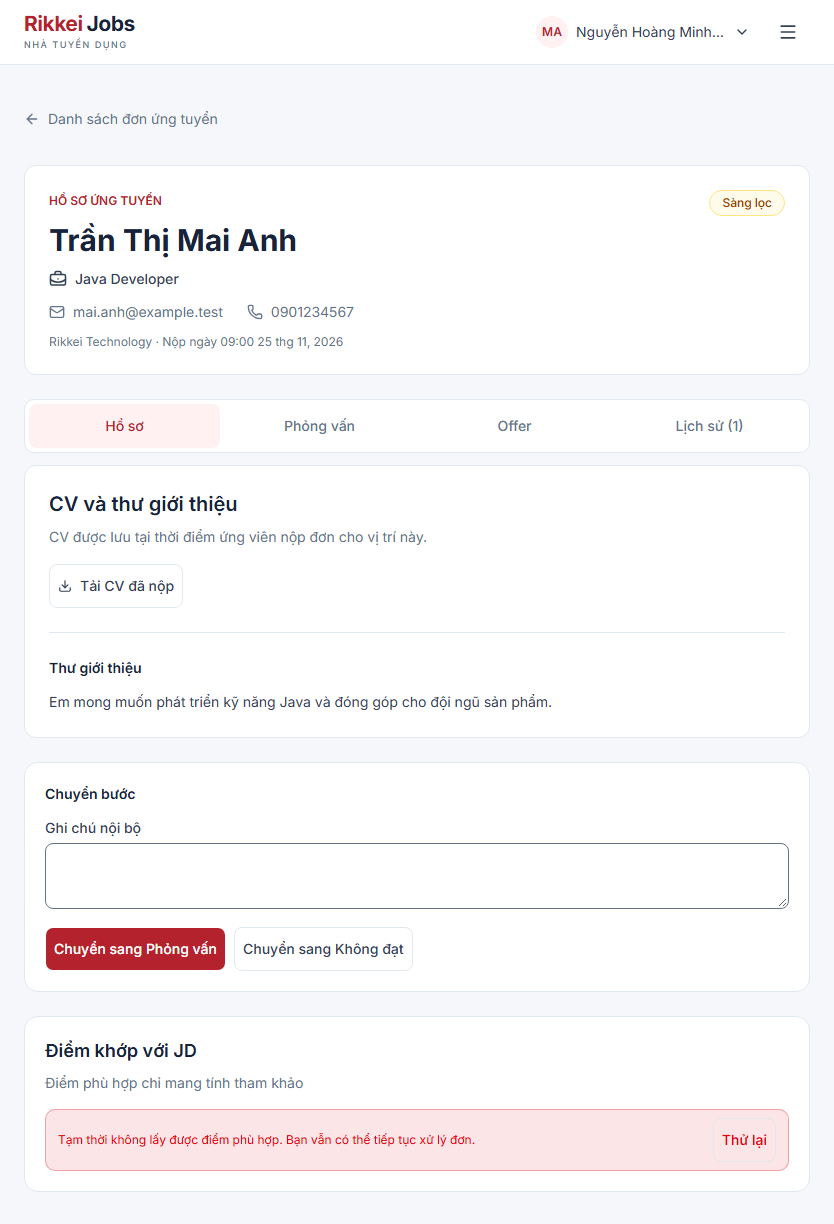 Rikkei Jobs
NHÀ TUYỂN DỤNG
MA
Nguyễn Hoàng Minh...
Danh sách đơn ứng tuyển
HỒ SƠ ỨNG TUYỂN
Sàng lọc
Trần Thị Mai Anh
Java Developer
mai.anh@example.test
0901234567
Rikkei Technology · Nộp ngày 09:00 25 thg 11, 2026
Hồ sơ
Phỏng vấn
Offer
Lịch sử (1)
CV và thư giới thiệu
CV được lưu tại thời điểm ứng viên nộp đơn cho vị trí này.
Tải CV đã nộp
Thư giới thiệu
Em mong muốn phát triển kỹ năng Java và đóng góp cho đội ngũ sản phẩm.
Chuyển bước
Ghi chú nội bộ
Chuyển sang Phỏng vấn
Chuyển sang Không đạt
Điểm khớp với JD
Điểm phù hợp chỉ mang tính tham khảo
Tạm thời không lấy được điểm phù hợp. Bạn vẫn có thể tiếp tục xử lý đơn.
Thử lại